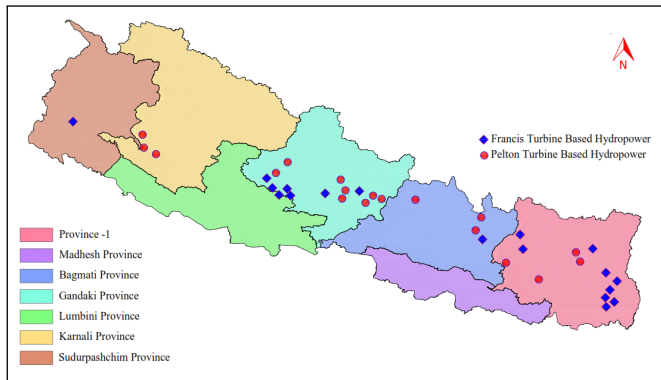 N
Francis Turbine Based Hydropower
Pelton Turbine Based Hydropower
Province -1
Madhesh Province
Bagmati Province
Gandaki Province
Lumbini Province
Karnali Province
Sudurpashchim Province